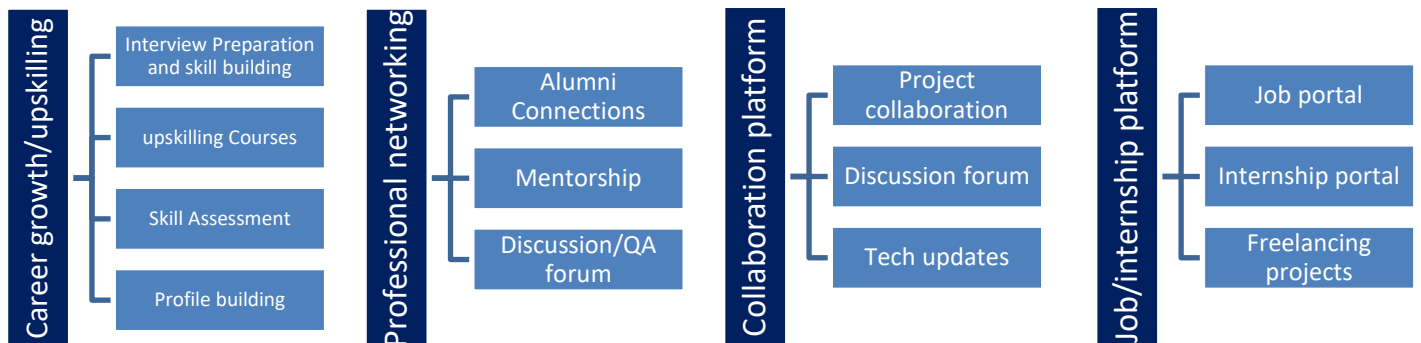 Career growth/upskilling
Interview Preparation
and skill building
upskilling Courses
Skill Assessment
Profile building
Professional networking
Alumni
Connections
Mentorship
Discussion/QA
forum
Collaboration platform
Project
collaboration
Discussion forum
Tech updates
Job/internship platform
Job portal
Internship portal
Freelancing
projects